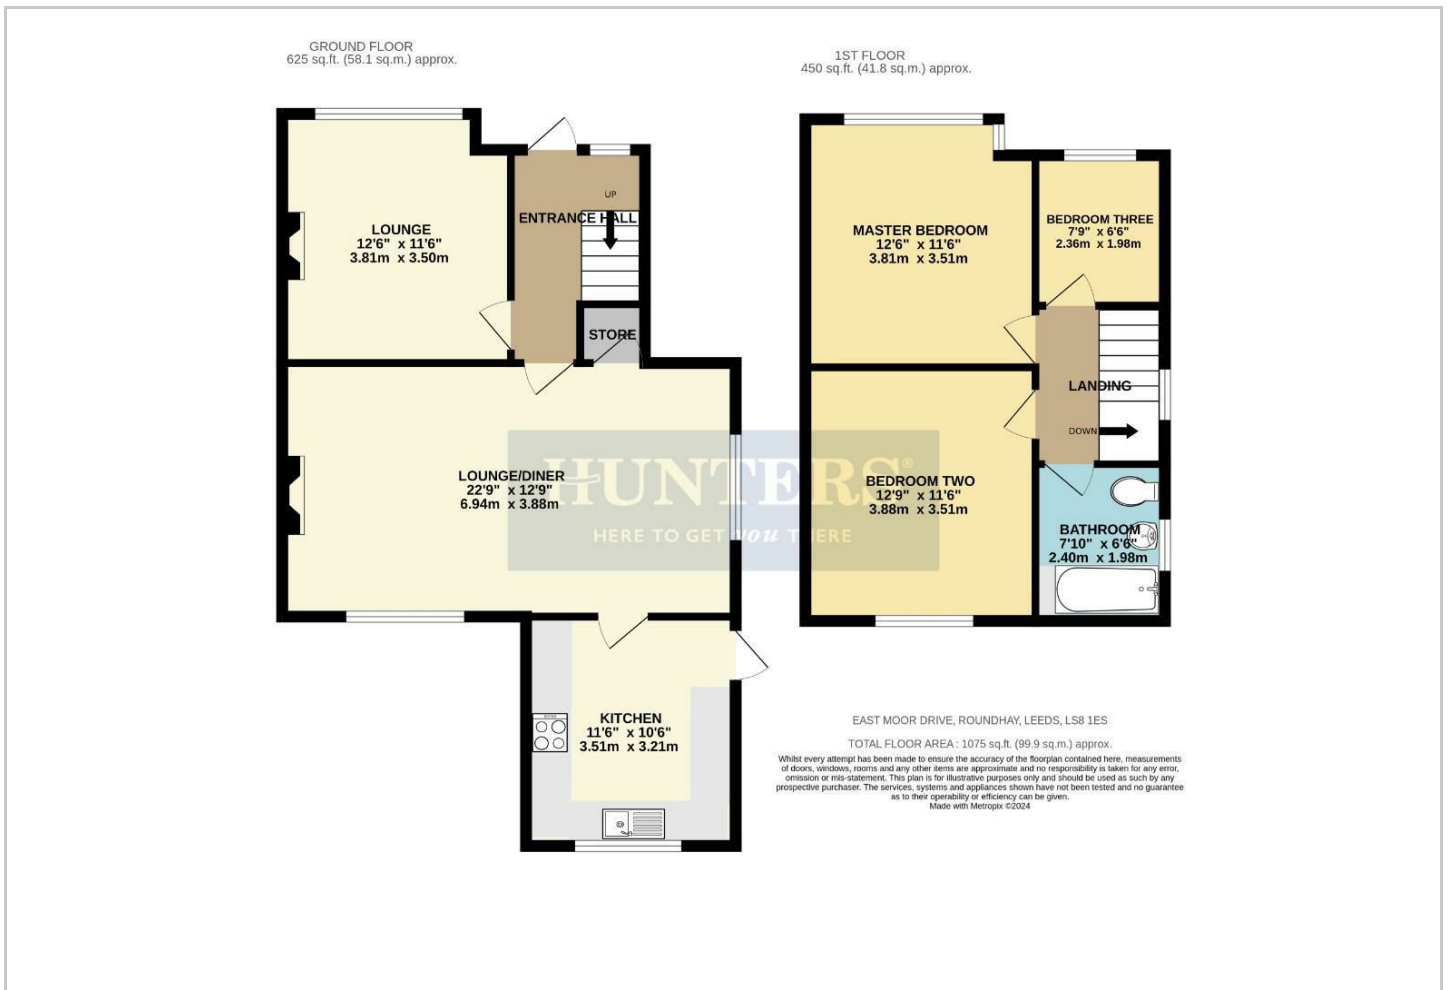 GROUND FLOOR
625 sq.ft. (58.1 sq.m.) approx.
1ST FLOOR
450 sq.ft. (41.8 sq.m.) approx.
LOUNGE
12'6" x 11'6"
3.81m x 3.50m
UP
ENTRANCE HALL
STORE
LOUNGE/DINER
22'9" x 12'9"
6.94m x 3.88m
KITCHEN
11'6" x 10'6"
3.51m x 3.21m
MASTER BEDROOM
12'6" x 11'6"
3.81m x 3.51m
BEDROOM THREE
7'9" x 6'6"
2.36m x 1.98m
LANDING
DOWN
BEDROOM TWO
12'9" x 11'6"
3.88m x 3.51m
BATHROOM
7'10" x 6'6"
2.40m x 1.98m
HUNTERS®
HERE TO GET you THERE
EAST MOOR DRIVE, ROUNDHAY, LEEDS, LS8 1ES
TOTAL FLOOR AREA : 1075 sq.ft. (99.9 sq.m.) approx.
Whilst every attempt has been made to ensure the accuracy of the floorplan contained here, measurements
of doors, windows, rooms and any other items are approximate and no responsibility is taken for any error,
omission or mis-statement. This plan is for illustrative purposes only and should be used as such by any
prospective purchaser. The services, systems and appliances shown have not been tested and no guarantee
as to their operability or efficiency can be given.
Made with Metropix ©2024